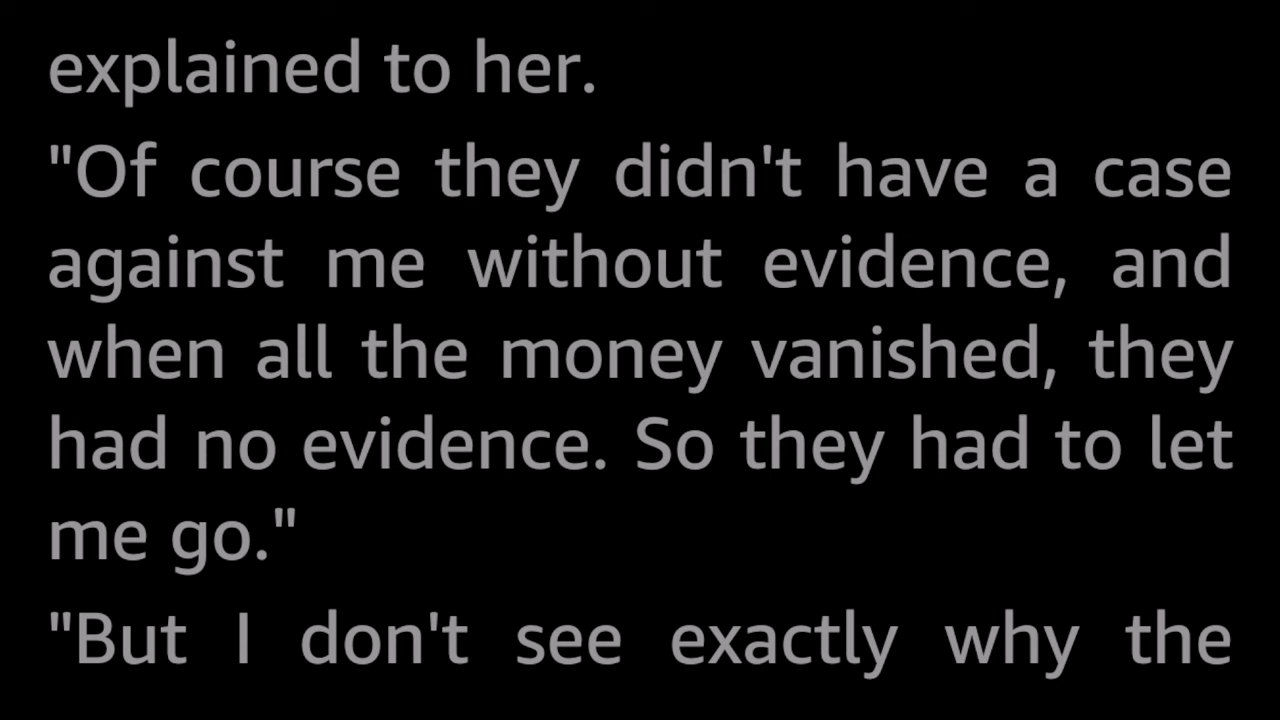 explained to her.
"Of course they didn't have a case
against me without evidence, and
when all the money vanished, they
had no evidence. So they had to let
me go."
"But I don't see exactly why the